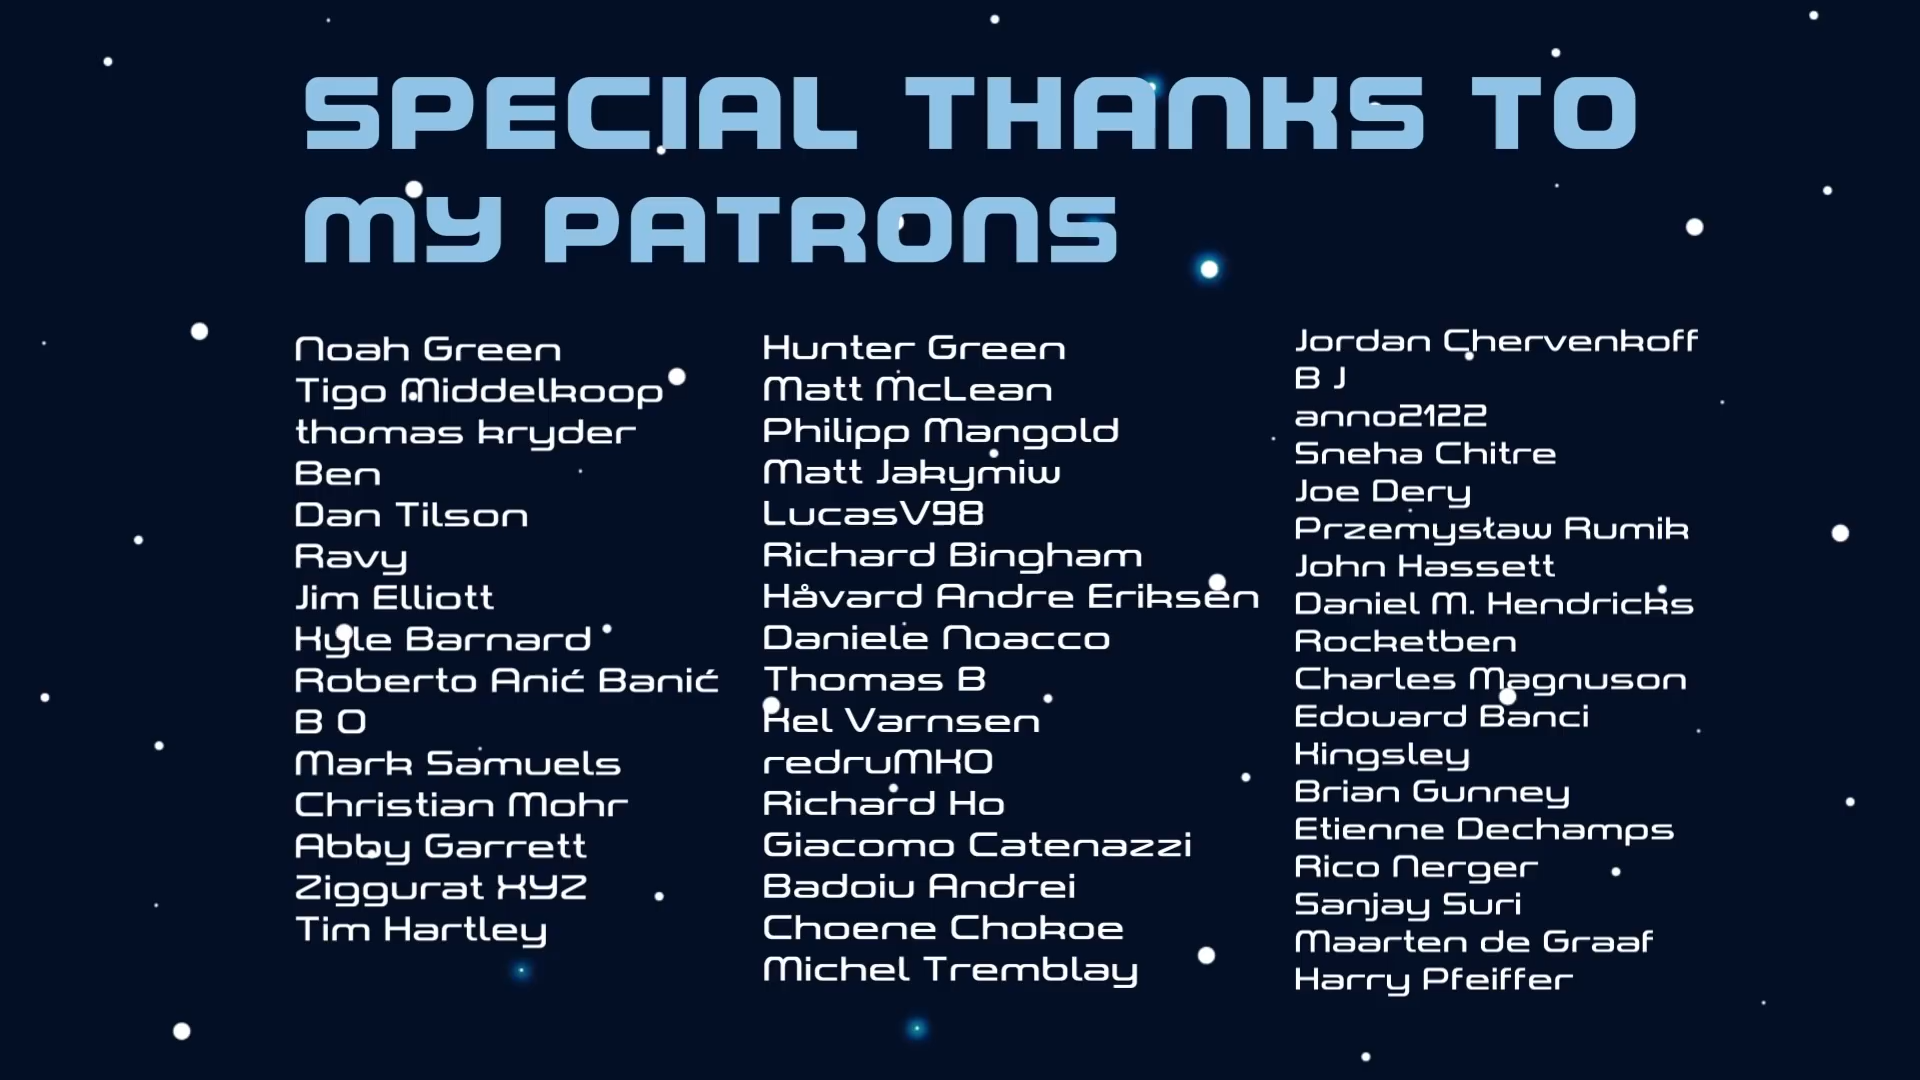 SPECIAL THANKS TO
MY PATRONS
Noah Green
Tigo Middelkoop
thomas kryder
Ben
Dan Tilson
Ravy
Jim Elliott
Kyle Barnard
Roberto Anić Banić
B O
Mark Samuels
Christian Mohr
Abby Garrett
Ziggurat XYZ
Tim Hartley
Hunter Green
Matt McLean
Philipp Mangold
Matt Jakymiw
LucasV98
Richard Bingham
Håvard Andre Eriksen
Daniele Noacco
Thomas B
Kel Varnsen
redruMKO
Richard Ho
Giacomo Catenazzi
Badoiu Andrei
Choene Chokoe
Michel Tremblay
Jordan Chervenkoff
B J
anno2122
Sneha Chitre
Joe Dery
Przemysław Rumik
John Hassett
Daniel M. Hendricks
Rocketben
Charles Magnuson
Edouard Banci
Kingsley
Brian Gunney
Etienne Dechamps
Rico Nerger
Sanjay Suri
Maarten de Graaf
Harry Pfeiffer